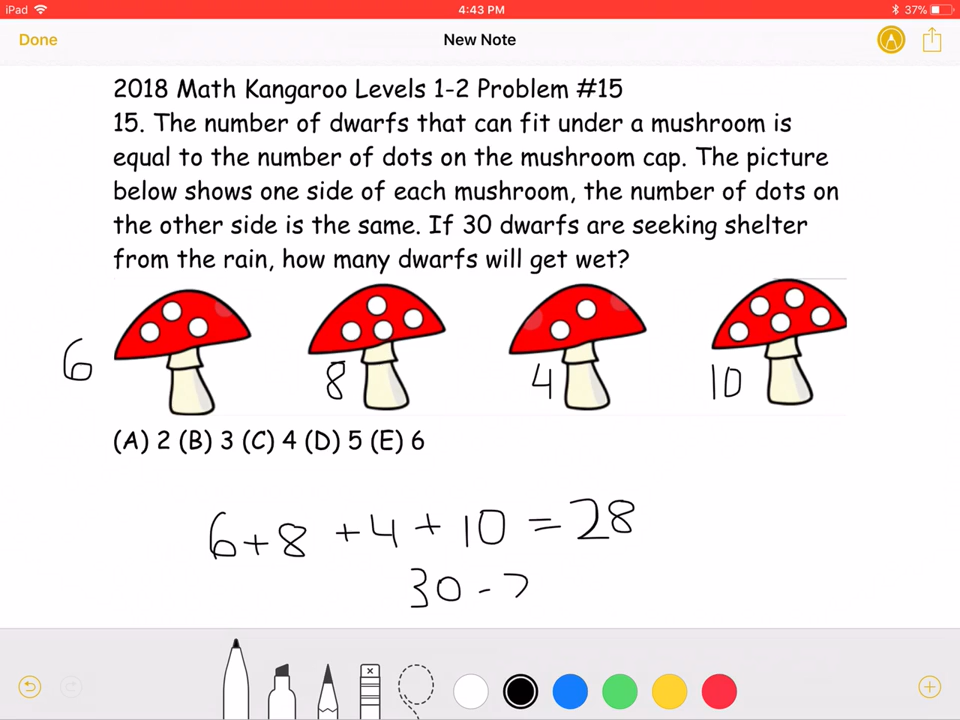 iPad 4:43 PM 37%
Done New Note
2018 Math Kangaroo Levels 1-2 Problem #15
15. The number of dwarfs that can fit under a mushroom is
equal to the number of dots on the mushroom cap. The picture
below shows one side of each mushroom, the number of dots on
the other side is the same. If 30 dwarfs are seeking shelter
from the rain, how many dwarfs will get wet?
6 8 4 10
(A) 2 (B) 3 (C) 4 (D) 5 (E) 6
6+8 +4 + 10 = 28
30 -